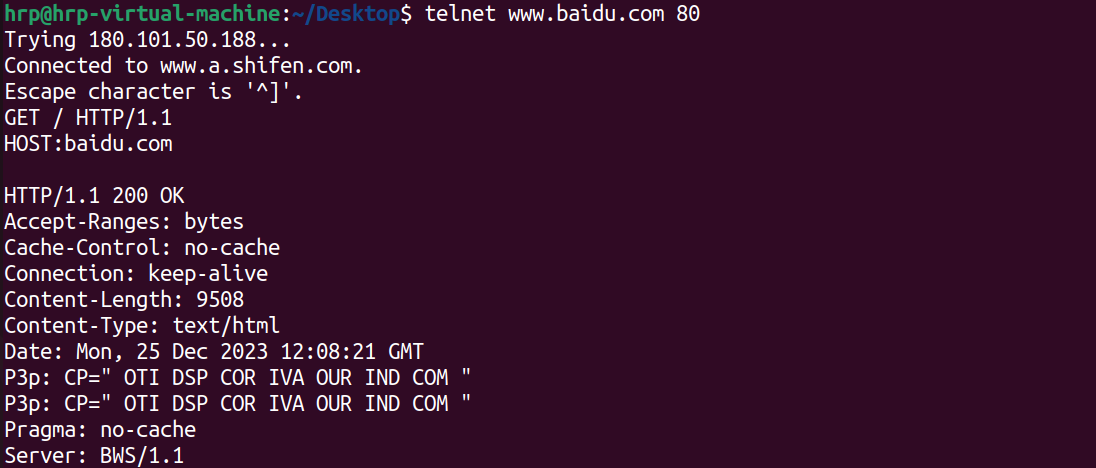 hrp@hrp-virtual-machine:~/Desktop$ telnet www.baidu.com 80
Trying 180.101.50.188...
Connected to www.a.shifen.com.
Escape character is '^]'.
GET / HTTP/1.1
HOST:baidu.com

HTTP/1.1 200 OK
Accept-Ranges: bytes
Cache-Control: no-cache
Connection: keep-alive
Content-Length: 9508
Content-Type: text/html
Date: Mon, 25 Dec 2023 12:08:21 GMT
P3p: CP=" OTI DSP COR IVA OUR IND COM "
P3p: CP=" OTI DSP COR IVA OUR IND COM "
Pragma: no-cache
Server: BWS/1.1